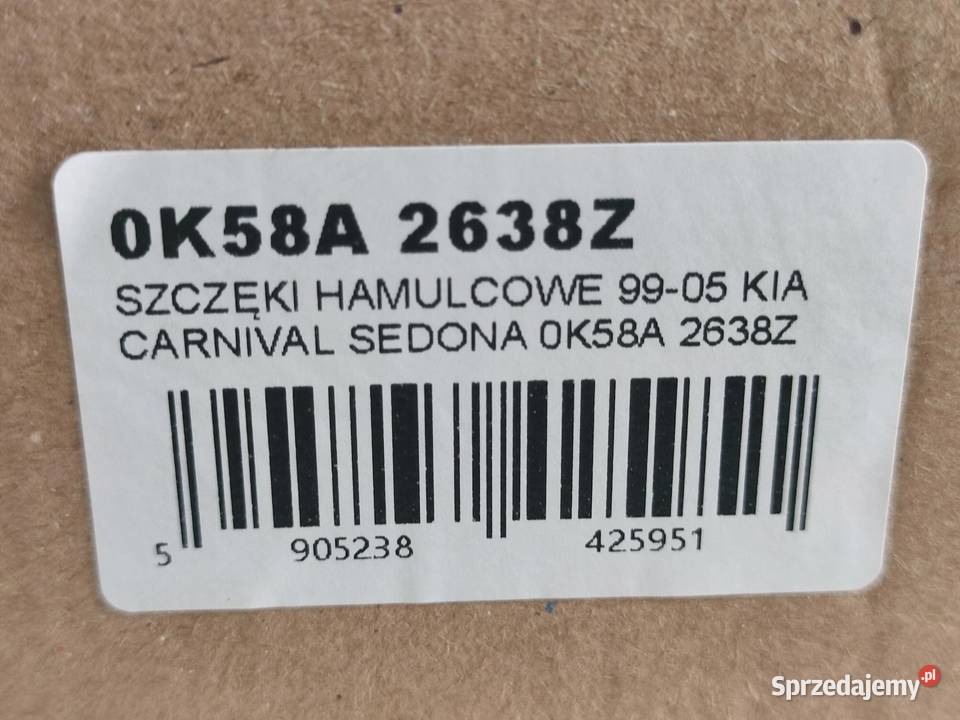 0K58A 2638Z
SZCZĘKI HAMULCOWE 99-05 KIA
CARNIVAL SEDONA 0K58A 2638Z
5 905238 425951
Sprzedajemy.pl